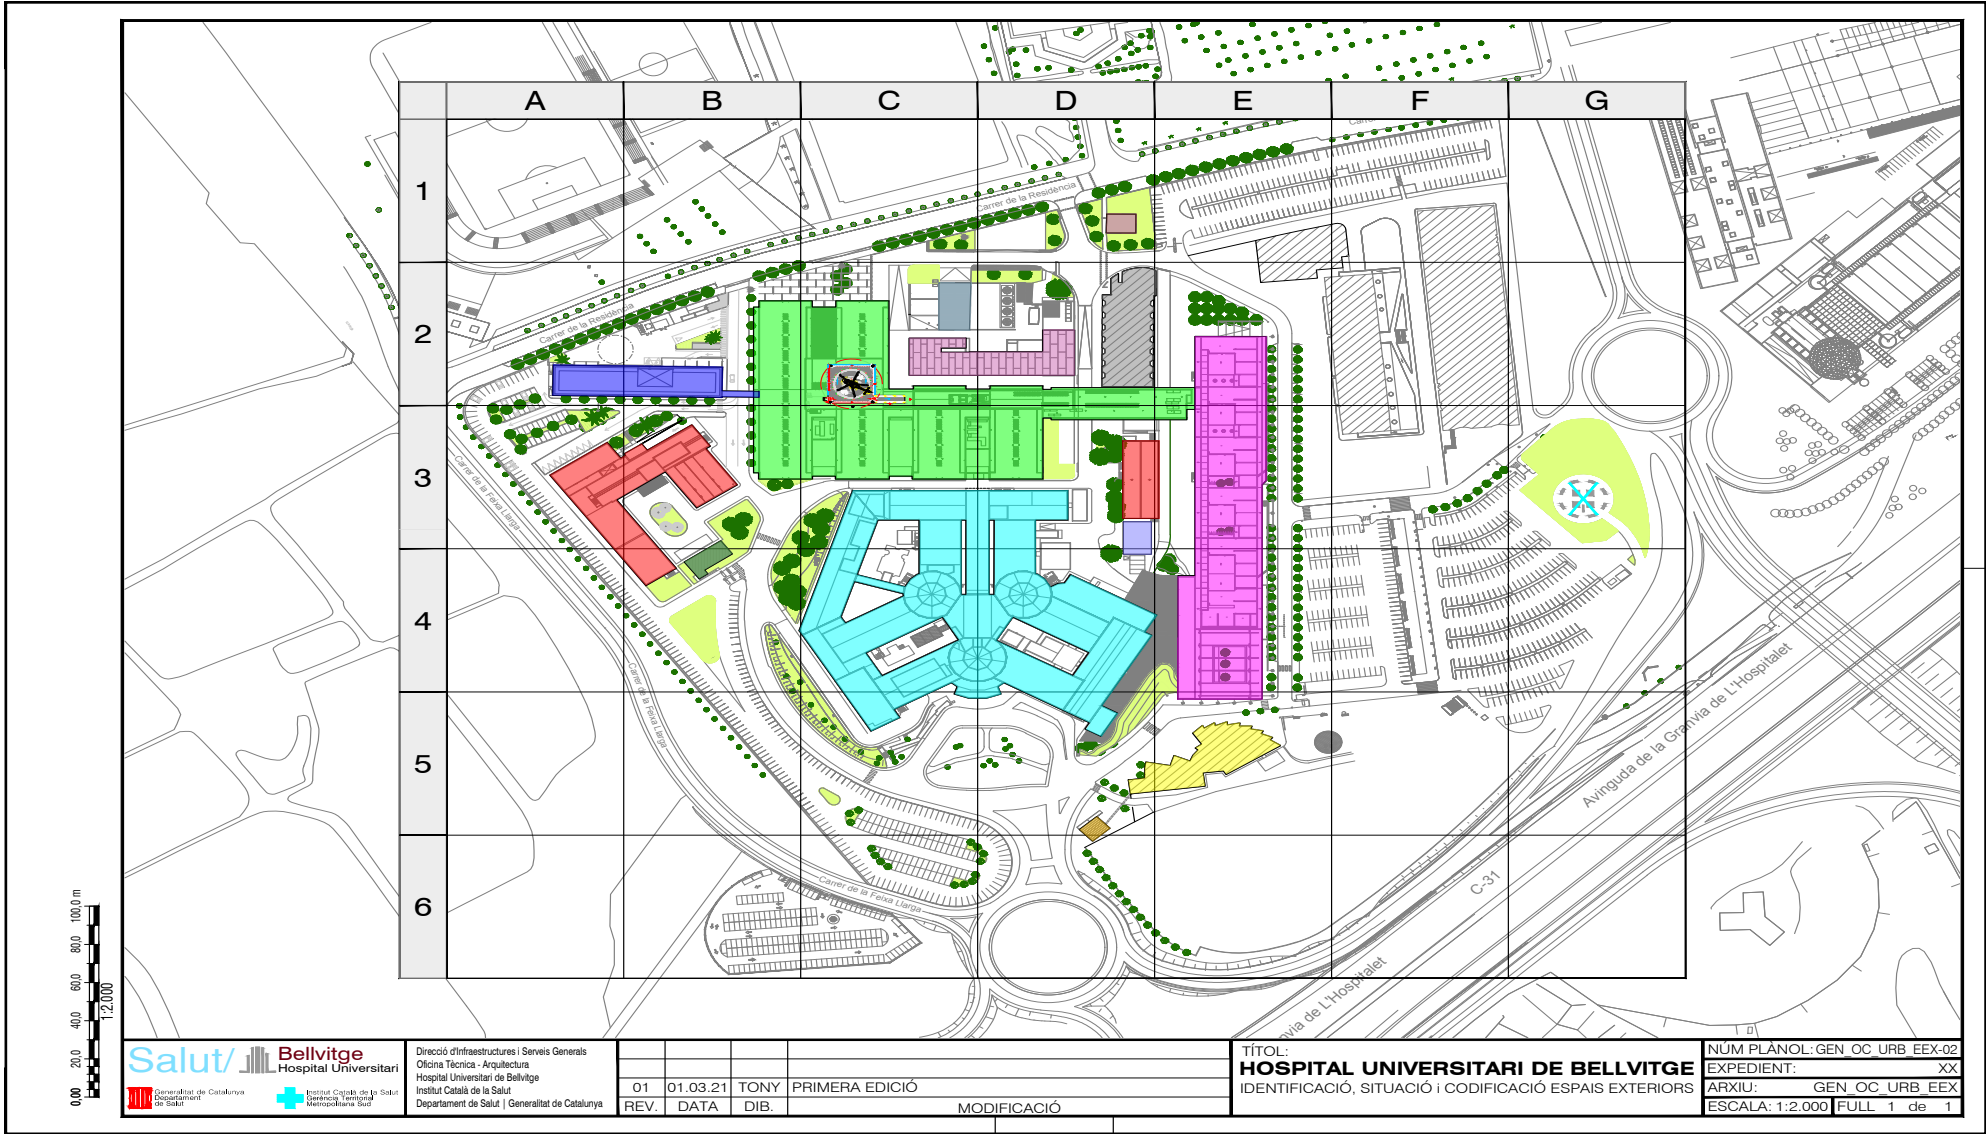 A B C D E F G
1
2
3
4
5
6
Carrer de la Residència
Carrer de la Residència
Carrer de la Feixa Llarga
Carrer de la Feixa Llarga
Carrer de la Feixa Llarga
Avinguda de la Granvia de L'Hospitalet
C-31
nvia de L'Hospitalet
0,00 20,0 40,0 60,0 80,0 100,0 m
1:2.000
Salut/ Bellvitge
Hospital Universitari
Generalitat de Catalunya
Departament
de Salut
Institut Català de la Salut
Gerència Territorial
Metropolitana Sud
Direcció d'Infraestructures i Serveis Generals
Oficina Tècnica - Arquitectura
Hospital Universitari de Bellvitge
Institut Català de la Salut
Departament de Salut | Generalitat de Catalunya
01 01.03.21 TONY PRIMERA EDICIÓ
REV. DATA DIB. MODIFICACIÓ
TÍTOL:
HOSPITAL UNIVERSITARI DE BELLVITGE
IDENTIFICACIÓ, SITUACIÓ i CODIFICACIÓ ESPAIS EXTERIORS
NÚM PLÀNOL: GEN_OC_URB_EEX-02
EXPEDIENT: XX
ARXIU: GEN_OC_URB_EEX
ESCALA: 1:2.000 FULL 1 de 1